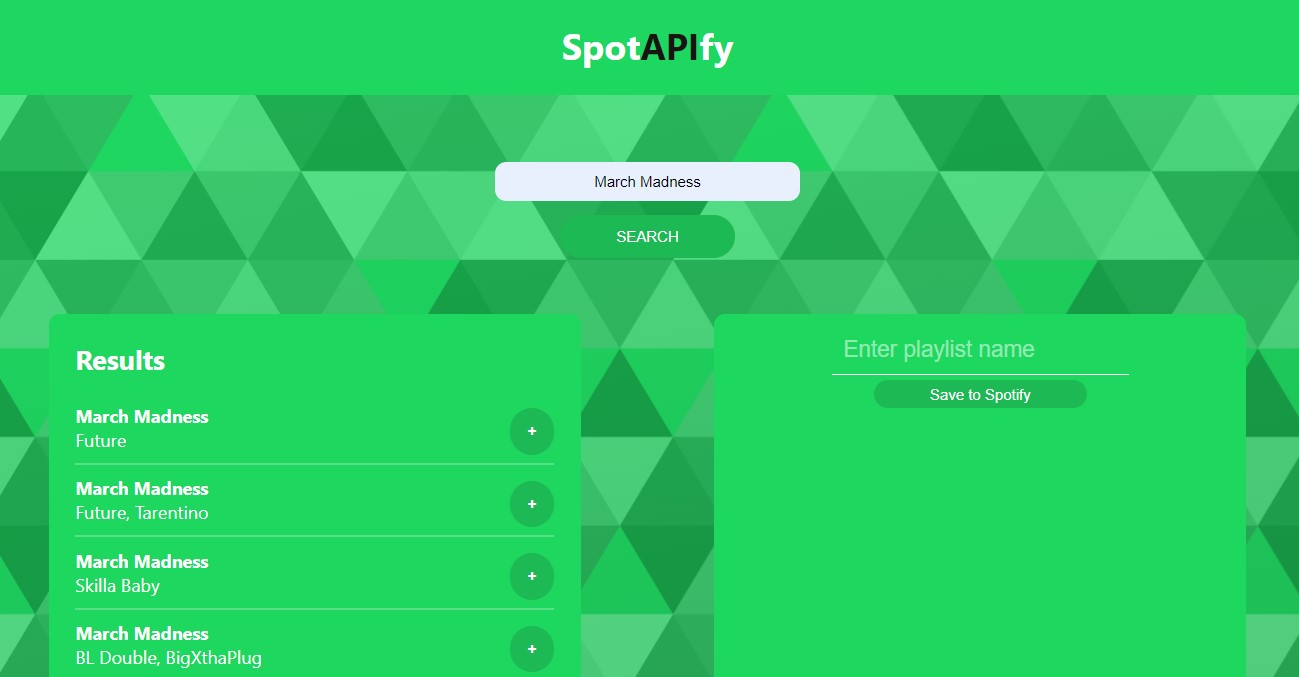 SpotAPIfy
March Madness
SEARCH
Results
March Madness
Future
+
March Madness
Future, Tarentino
+
March Madness
Skilla Baby
+
March Madness
BL Double, BigXthaPlug
+
Enter playlist name
Save to Spotify